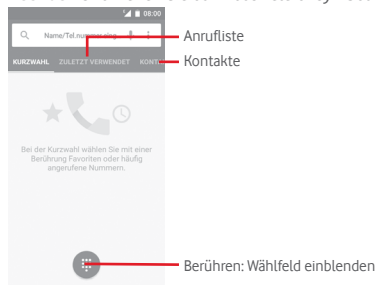 08:00
Name/Tel.nummer eing
Anrufliste
KURZWAHL ZULETZT VERWENDET KONT
Kontakte
Bei der Kurzwahl wählen Sie mit einer
Berührung Favoriten oder häufig
angerufene Nummern.
Berühren: Wählfeld einblenden